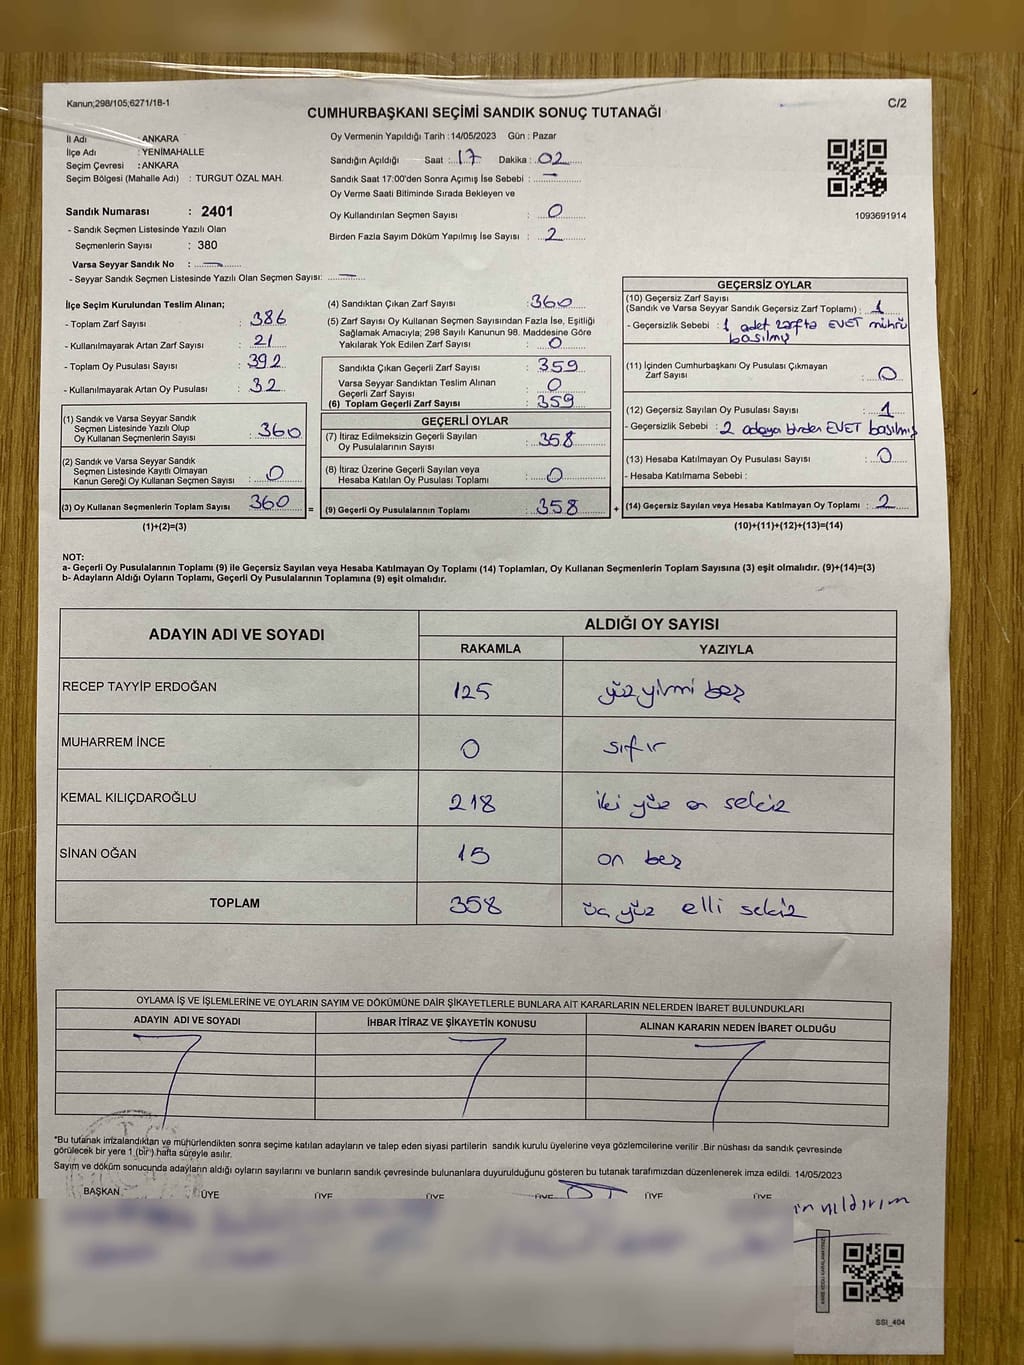 Kanun;298/105;6271/18-1
C/2
CUMHURBAŞKANI SEÇİMİ SANDIK SONUÇ TUTANAĞI
İl Adı : ANKARA
İlçe Adı : YENİMAHALLE
Seçim Çevresi : ANKARA
Seçim Bölgesi (Mahalle Adı) : TURGUT ÖZAL MAH.
Oy Vermenin Yapıldığı Tarih : 14/05/2023 Gün : Pazar
Sandığın Açıldığı Saat : 17 Dakika : 02
Sandık Saat 17:00'den Sonra Açımış İse Sebebi : —
Oy Verme Saati Bitiminde Sırada Bekleyen ve
Oy Kullandırılan Seçmen Sayısı : 0
Birden Fazla Sayım Döküm Yapılmış İse Sayısı : 2
1093691914
Sandık Numarası : 2401
- Sandık Seçmen Listesinde Yazılı Olan
Seçmenlerin Sayısı : 380
Varsa Seyyar Sandık No : —
- Seyyar Sandık Seçmen Listesinde Yazılı Olan Seçmen Sayısı: —
İlçe Seçim Kurulundan Teslim Alınan;
- Toplam Zarf Sayısı : 386
- Kullanılmayarak Artan Zarf Sayısı : 21
- Toplam Oy Pusulası Sayısı : 392
- Kullanılmayarak Artan Oy Pusulası : 32
(1) Sandık ve Varsa Seyyar Sandık
Seçmen Listesinde Yazılı Olup
Oy Kullanan Seçmenlerin Sayısı : 360
(2) Sandık ve Varsa Seyyar Sandık
Seçmen Listesinde Kayıtlı Olmayan
Kanun Gereği Oy Kullanan Seçmen Sayısı : 0
(3) Oy Kullanan Seçmenlerin Toplam Sayısı : 360
(1)+(2)=(3)
(4) Sandıktan Çıkan Zarf Sayısı : 360
(5) Zarf Sayısı Oy Kullanan Seçmen Sayısından Fazla İse, Eşitliği
Sağlamak Amacıyla; 298 Sayılı Kanunun 98. Maddesine Göre
Yakılarak Yok Edilen Zarf Sayısı : 0
Sandıkta Çıkan Geçerli Zarf Sayısı : 359
Varsa Seyyar Sandıktan Teslim Alınan
Geçerli Zarf Sayısı : 0
(6) Toplam Geçerli Zarf Sayısı : 359
GEÇERLİ OYLAR
(7) İtiraz Edilmeksizin Geçerli Sayılan
Oy Pusulalarının Sayısı : 358
(8) İtiraz Üzerine Geçerli Sayılan veya
Hesaba Katılan Oy Pusulası Toplamı : 0
= (9) Geçerli Oy Pusulalarının Toplamı : 358
GEÇERSİZ OYLAR
(10) Geçersiz Zarf Sayısı
(Sandık ve Varsa Seyyar Sandık Geçersiz Zarf Toplamı) : 1
- Geçersizlik Sebebi : 1 adet zarfta EVET mührü
basılmış
(11) İçinden Cumhurbaşkanı Oy Pusulası Çıkmayan
Zarf Sayısı : 0
(12) Geçersiz Sayılan Oy Pusulası Sayısı : 1
- Geçersizlik Sebebi : 2 adaya birden EVET basılmış
(13) Hesaba Katılmayan Oy Pusulası Sayısı : 0
- Hesaba Katılmama Sebebi :
+ (14) Geçersiz Sayılan veya Hesaba Katılmayan Oy Toplamı : 2
(10)+(11)+(12)+(13)=(14)
NOT:
a- Geçerli Oy Pusulalarının Toplamı (9) ile Geçersiz Sayılan veya Hesaba Katılmayan Oy Toplamı (14) Toplamları, Oy Kullanan Seçmenlerin Toplam Sayısına (3) eşit olmalıdır. (9)+(14)=(3)
b- Adayların Aldığı Oyların Toplamı, Geçerli Oy Pusulalarının Toplamına (9) eşit olmalıdır.
ADAYIN ADI VE SOYADI ALDIĞI OY SAYISI
RAKAMLA YAZIYLA
RECEP TAYYİP ERDOĞAN 125 yüz yirmi beş
MUHARREM İNCE 0 sıfır
KEMAL KILIÇDAROĞLU 218 iki yüz on sekiz
SİNAN OĞAN 15 on beş
TOPLAM 358 üç yüz elli sekiz
OYLAMA İŞ VE İŞLEMLERİNE VE OYLARIN SAYIM VE DÖKÜMÜNE DAİR ŞİKAYETLERLE BUNLARA AİT KARARLARIN NELERDEN İBARET BULUNDUKLARI
ADAYIN ADI VE SOYADI İHBAR İTİRAZ VE ŞİKAYETİN KONUSU ALINAN KARARIN NEDEN İBARET OLDUĞU
*Bu tutanak imzalandıktan ve mühürlendikten sonra seçime katılan adayların ve talep eden siyasi partilerin sandık kurulu üyelerine veya gözlemcilerine verilir .Bir nüshası da sandık çevresinde
görülecek bir yere 1 (bir ) hafta süreyle asılır.
Sayım ve döküm sonucunda adayların aldığı oyların sayılarını ve bunların sandık çevresinde bulunanlara duyurulduğunu gösteren bu tutanak tarafımızdan düzenlenerek imza edildi. 14/05/2023
BAŞKAN ÜYE ÜYE ÜYE ÜYE ÜYE ÜYE
yıldırım
SSI_404